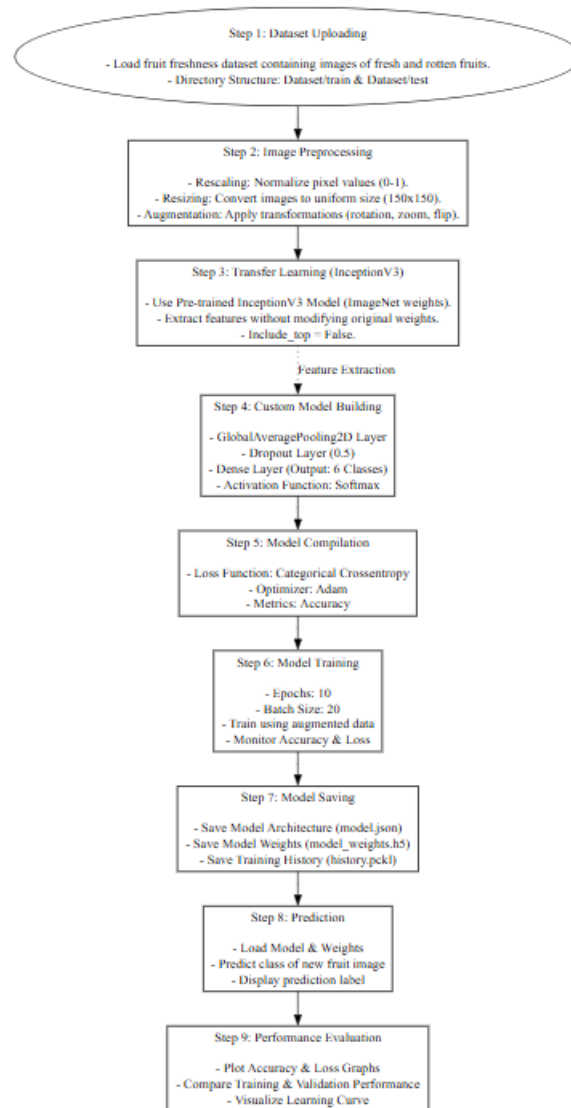 Step 1: Dataset Uploading
- Load fruit freshness dataset containing images of fresh and rotten fruits.
- Directory Structure: Dataset/train & Dataset/test
Step 2: Image Preprocessing
- Rescaling: Normalize pixel values (0-1).
- Resizing: Convert images to uniform size (150x150).
- Augmentation: Apply transformations (rotation, zoom, flip).
Step 3: Transfer Learning (InceptionV3)
- Use Pre-trained InceptionV3 Model (ImageNet weights).
- Extract features without modifying original weights.
- Include_top = False.
Feature Extraction
Step 4: Custom Model Building
- GlobalAveragePooling2D Layer
- Dropout Layer (0.5)
- Dense Layer (Output: 6 Classes)
- Activation Function: Softmax
Step 5: Model Compilation
- Loss Function: Categorical Crossentropy
- Optimizer: Adam
- Metrics: Accuracy
Step 6: Model Training
- Epochs: 10
- Batch Size: 20
- Train using augmented data
- Monitor Accuracy & Loss
Step 7: Model Saving
- Save Model Architecture (model.json)
- Save Model Weights (model_weights.h5)
- Save Training History (history.pckl)
Step 8: Prediction
- Load Model & Weights
- Predict class of new fruit image
- Display prediction label
Step 9: Performance Evaluation
- Plot Accuracy & Loss Graphs
- Compare Training & Validation Performance
- Visualize Learning Curve